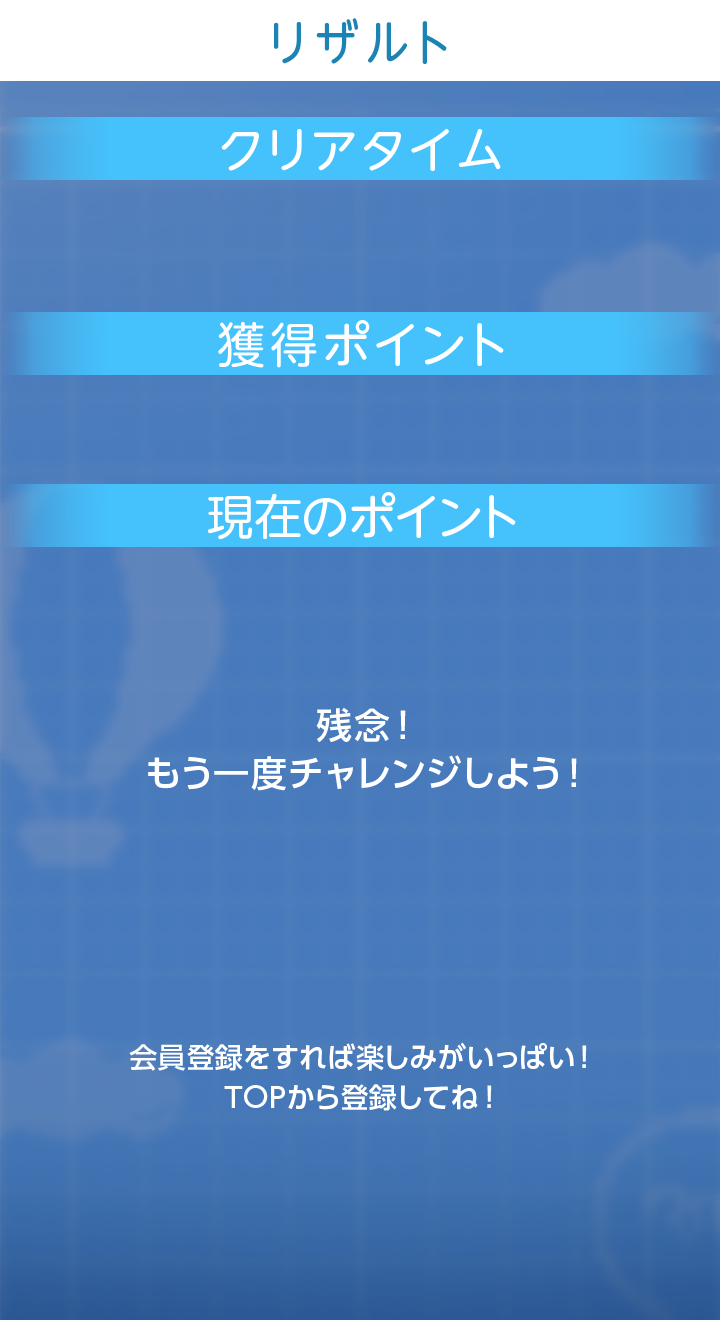 リザルト
クリアタイム
獲得ポイント
現在のポイント
残念！
もう一度チャレンジしよう！
会員登録をすれば楽しみがいっぱい！
TOPから登録してね！